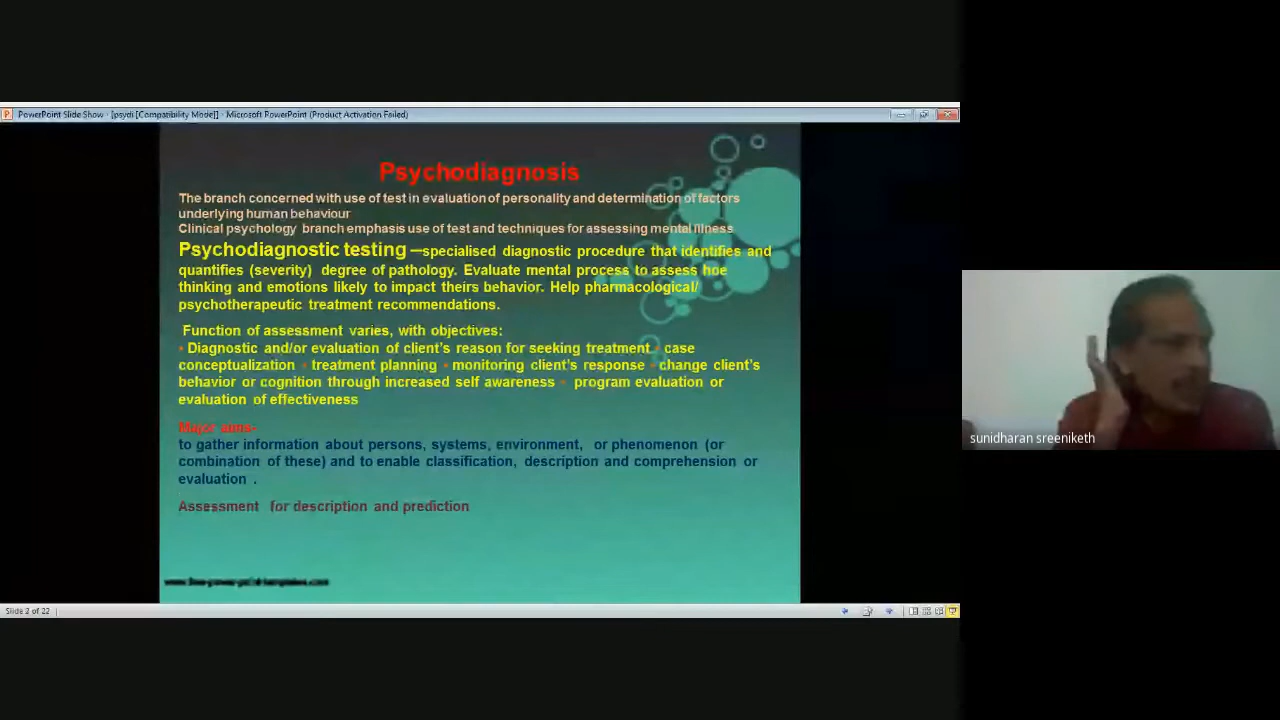 PowerPoint Slide Show - [psydi [Compatibility Mode]] - Microsoft PowerPoint (Product Activation Failed)
Psychodiagnosis
The branch concerned with use of test in evaluation of personality and determination of factors
underlying human behaviour
Clinical psychology branch emphasis use of test and techniques for assessing mental illness
Psychodiagnostic testing —specialised diagnostic procedure that identifies and
quantifies (severity) degree of pathology. Evaluate mental process to assess hoe
thinking and emotions likely to impact theirs behavior. Help pharmacological/
psychotherapeutic treatment recommendations.
Function of assessment varies, with objectives:
• Diagnostic and/or evaluation of client's reason for seeking treatment • case
conceptualization • treatment planning • monitoring client's response • change client's
behavior or cognition through increased self awareness • program evaluation or
evaluation of effectiveness
Major aims-
to gather information about persons, systems, environment, or phenomenon (or
combination of these) and to enable classification, description and comprehension or
evaluation .
Assessment for description and prediction
www.free-power-point-templates.com
Slide 2 of 22
sunidharan sreeniketh